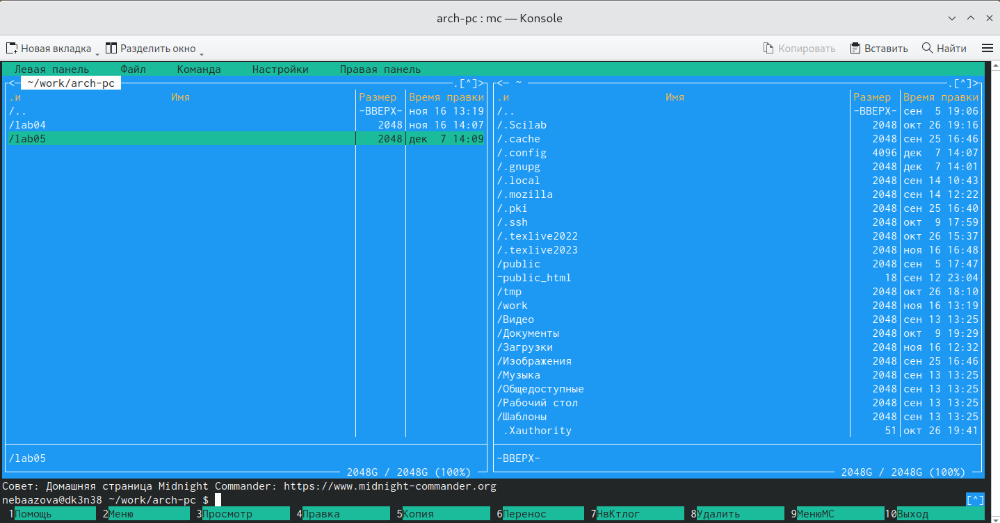 arch-pc : mc — Konsole
Новая вкладка Разделить окно Копировать Вставить Найти
Левая панель Файл Команда Настройки Правая панель
<─ ~/work/arch-pc .[^]> <─ ~ .[^]>
.и Имя Размер Время правки .и Имя Размер Время правки
/.. -ВВЕРХ- ноя 16 13:19 /.. -ВВЕРХ- сен 5 19:06
/lab04 2048 ноя 16 14:07 /.Scilab 2048 окт 26 19:16
/lab05 2048 дек 7 14:09 /.cache 2048 сен 25 16:46
/.config 4096 дек 7 14:07
/.gnupg 2048 дек 7 14:01
/.local 2048 сен 14 10:43
/.mozilla 2048 сен 14 12:22
/.pki 2048 сен 25 16:40
/.ssh 2048 окт 9 17:59
/.texlive2022 2048 окт 26 15:37
/.texlive2023 2048 ноя 16 16:48
/public 2048 сен 5 17:47
~public_html 18 сен 12 23:04
/tmp 2048 окт 26 18:10
/work 2048 ноя 16 13:19
/Видео 2048 сен 13 13:25
/Документы 2048 окт 9 19:29
/Загрузки 2048 ноя 16 12:32
/Изображения 2048 сен 25 16:46
/Музыка 2048 сен 13 13:25
/Общедоступные 2048 сен 13 13:25
/Рабочий стол 2048 сен 13 13:25
/Шаблоны 2048 сен 13 13:25
.Xauthority 51 окт 26 19:41
/lab05 -ВВЕРХ-
2048G / 2048G (100%) 2048G / 2048G (100%)
Совет: Домашняя страница Midnight Commander: https://www.midnight-commander.org
nebaazova@dk3n38 ~/work/arch-pc $ [^]
1Помощь 2Меню 3Просмотр 4Правка 5Копия 6Перенос 7НвКтлог 8Удалить 9МенюМС 10Выход